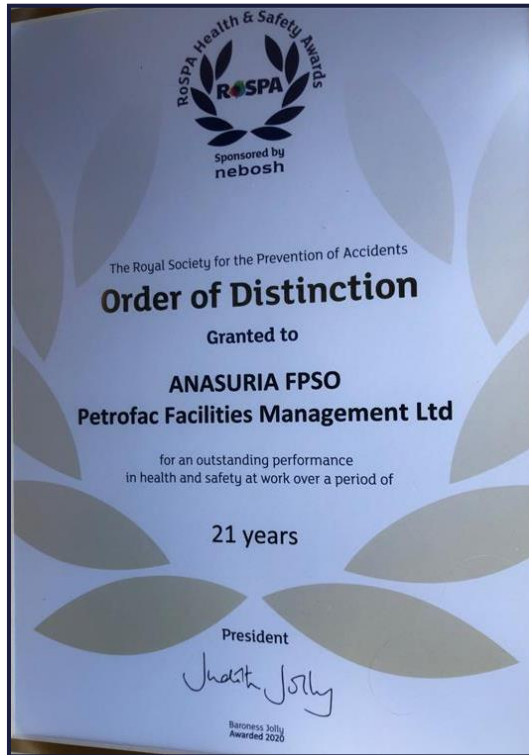 RoSPA Health & Safety Awards
RoSPA
Sponsored by
nebosh
The Royal Society for the Prevention of Accidents
Order of Distinction
Granted to
ANASURIA FPSO
Petrofac Facilities Management Ltd
for an outstanding performance
in health and safety at work over a period of
21 years
President
Judith Jolly
Baroness Jolly
Awarded 2020